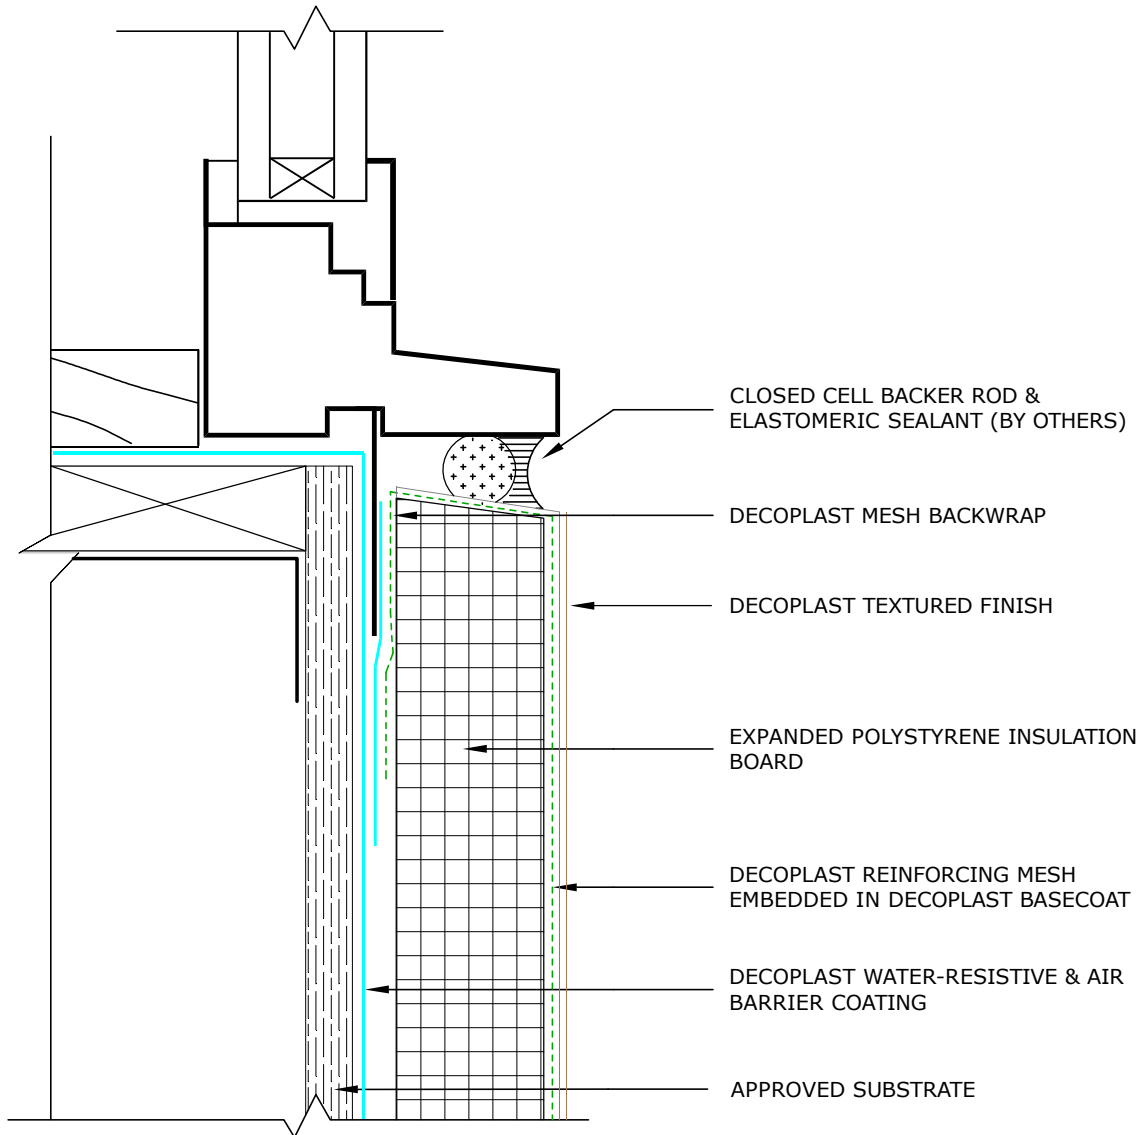 CLOSED CELL BACKER ROD &
ELASTOMERIC SEALANT (BY OTHERS)
DECOPLAST MESH BACKWRAP
DECOPLAST TEXTURED FINISH
EXPANDED POLYSTYRENE INSULATION
BOARD
DECOPLAST REINFORCING MESH
EMBEDDED IN DECOPLAST BASECOAT
DECOPLAST WATER-RESISTIVE & AIR
BARRIER COATING
APPROVED SUBSTRATE